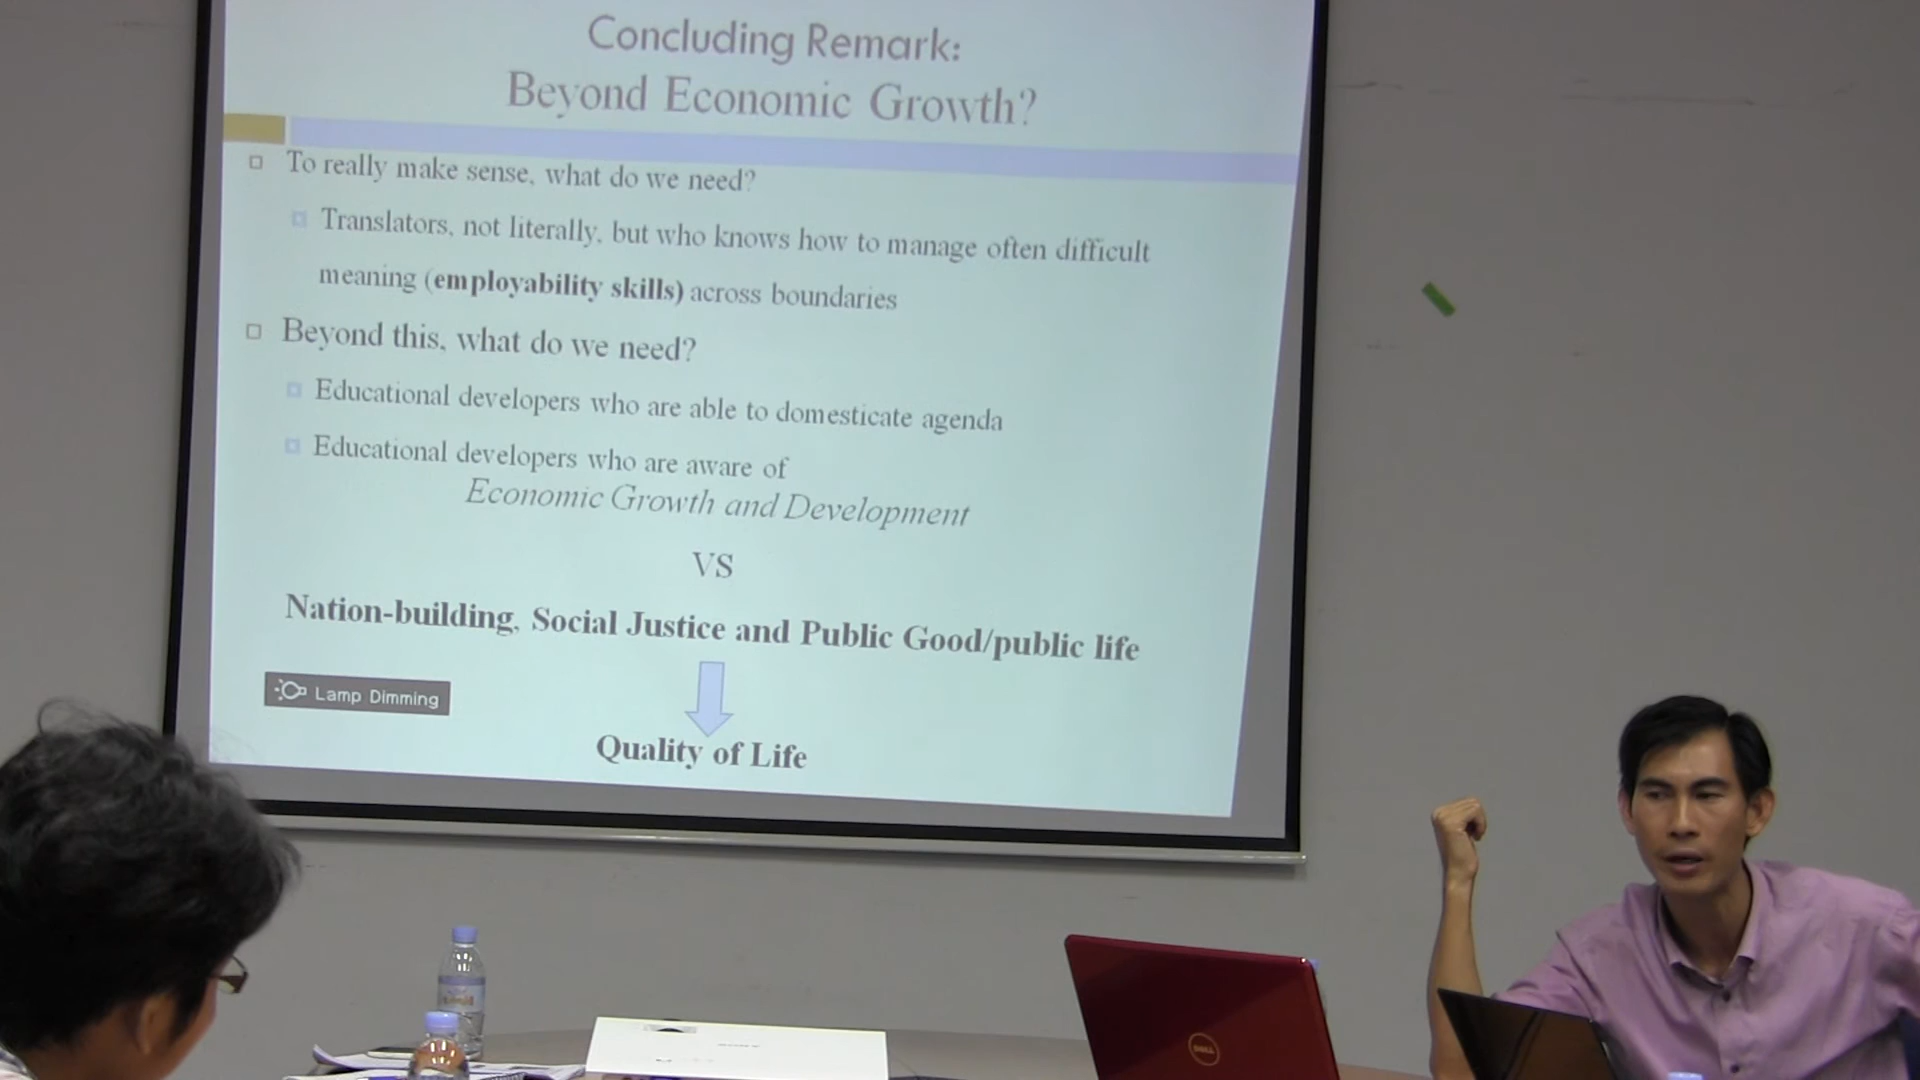 Concluding Remark:
Beyond Economic Growth?
To really make sense, what do we need?
Translators, not literally, but who knows how to manage often difficult
meaning (employability skills) across boundaries
Beyond this, what do we need?
Educational developers who are able to domesticate agenda
Educational developers who are aware of
Economic Growth and Development
VS
Nation-building, Social Justice and Public Good/public life
Lamp Dimming
Quality of Life
DELL